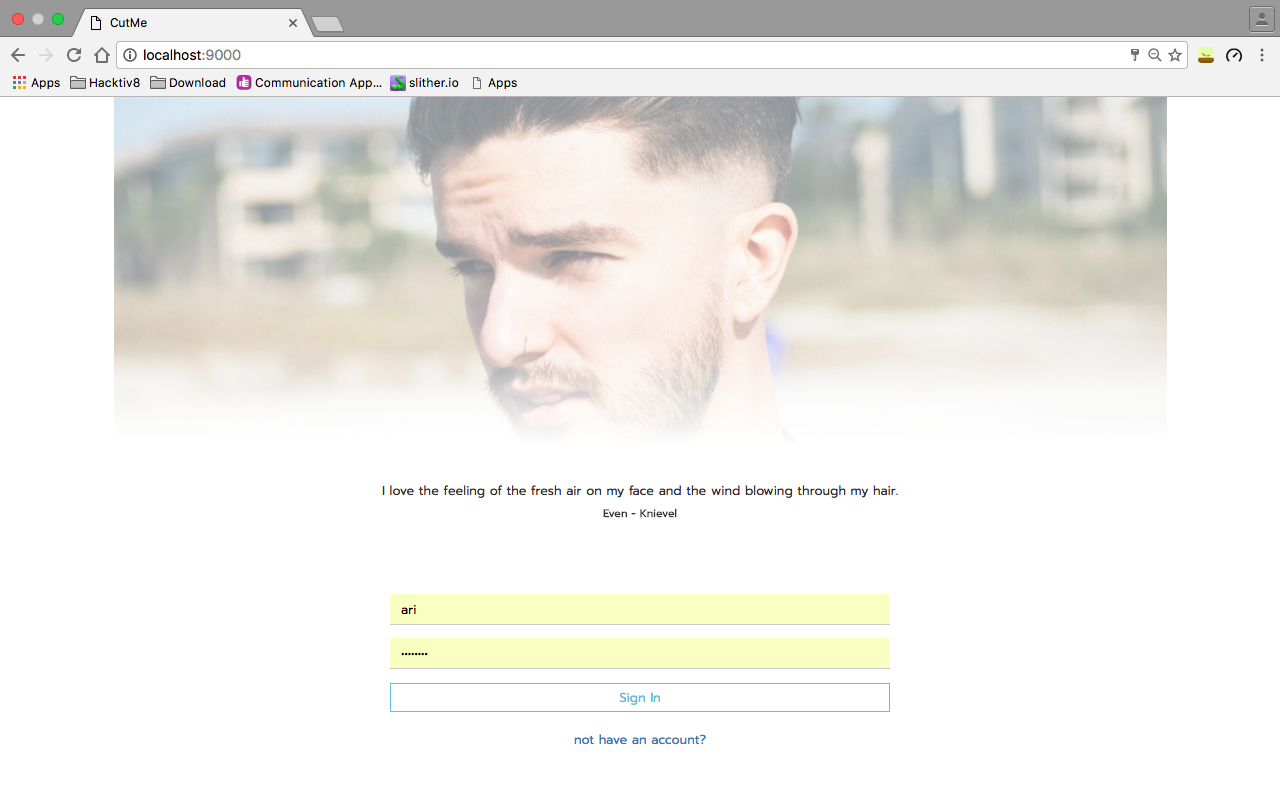 CutMe
localhost:9000
Apps Hacktiv8 Download Communication App... slither.io Apps
I love the feeling of the fresh air on my face and the wind blowing through my hair.
Even - Knievel
ari
••••••••
Sign In
not have an account?